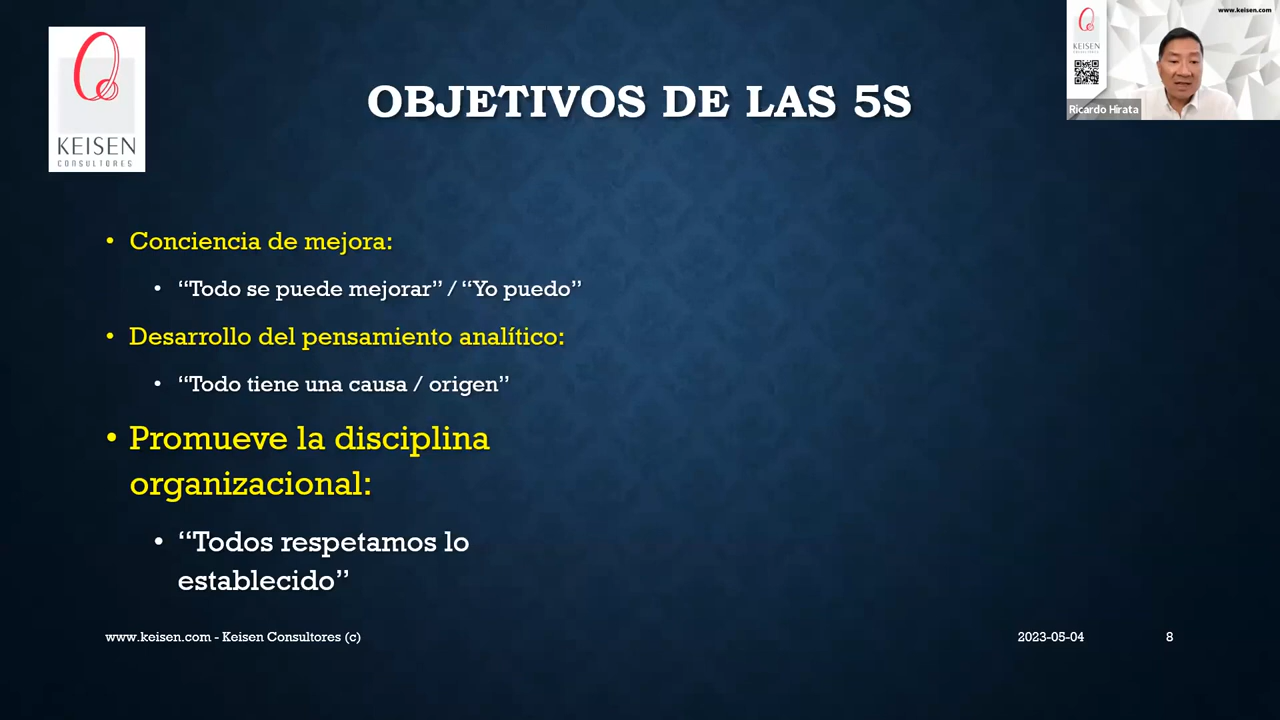 KEISEN
CONSULTORES
OBJETIVOS DE LAS 5S
www.keisen.com
KEISEN
Ricardo Hirata
• Conciencia de mejora:
• “Todo se puede mejorar” / “Yo puedo”
• Desarrollo del pensamiento analítico:
• “Todo tiene una causa / origen”
• Promueve la disciplina
organizacional:
• “Todos respetamos lo
establecido”
www.keisen.com - Keisen Consultores (c)
2023-05-04
8